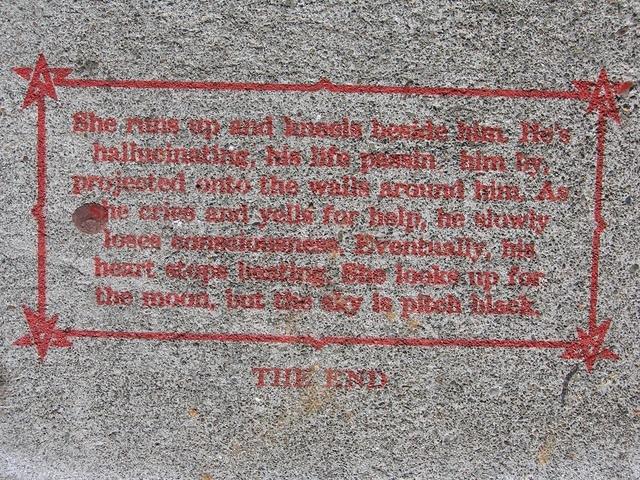 She runs up and kneels beside him. He's
hallucinating, his life passin him by,
projected onto the walls around him. As
she cries and yells for help, he slowly
loses consciousness. Eventually, his
heart stops beating. She looks up for
the moon, but the sky is pitch black.
THE END